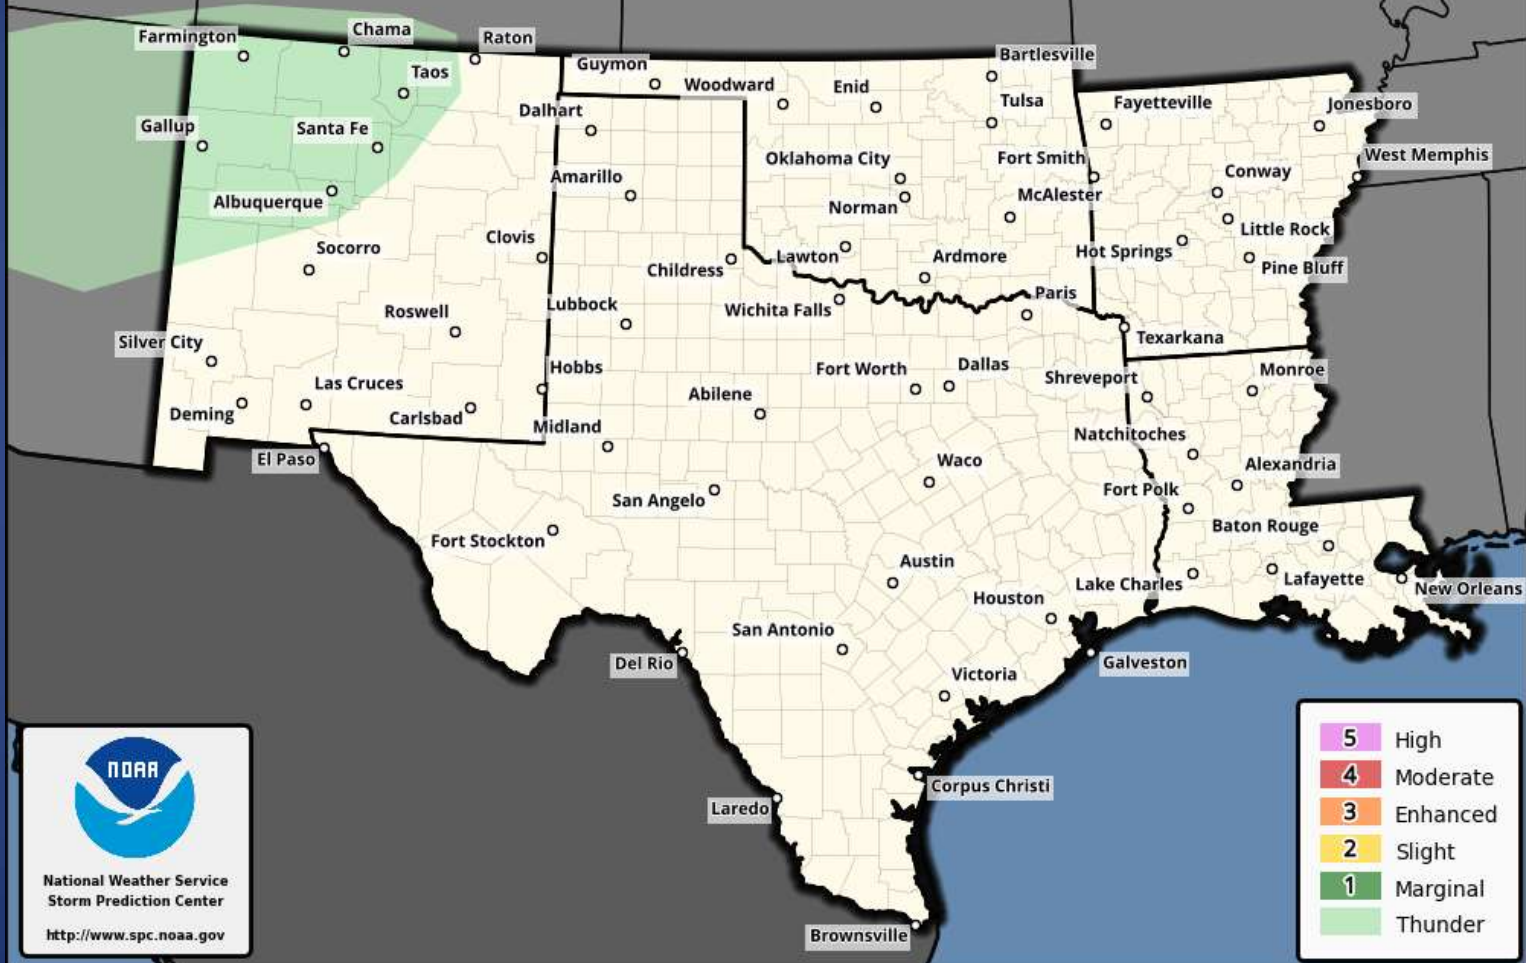 Farmington
Chama
Raton
Taos
Guymon
Woodward
Enid
Bartlesville
Tulsa
Fayetteville
Jonesboro
Dalhart
Gallup
Santa Fe
Oklahoma City
Fort Smith
West Memphis
Amarillo
Conway
Albuquerque
Norman
McAlester
Socorro
Clovis
Little Rock
Childress
Lawton
Ardmore
Hot Springs
Pine Bluff
Roswell
Lubbock
Wichita Falls
Paris
Silver City
Texarkana
Hobbs
Fort Worth
Dallas
Monroe
Las Cruces
Abilene
Shreveport
Deming
Carlsbad
Midland
Natchitoches
El Paso
Waco
Alexandria
San Angelo
Fort Polk
Fort Stockton
Baton Rouge
Austin
Lake Charles
Lafayette
New Orleans
Houston
San Antonio
Del Rio
Galveston
Victoria
Corpus Christi
Laredo
Brownsville
NOAA
National Weather Service
Storm Prediction Center
http://www.spc.noaa.gov
5 High
4 Moderate
3 Enhanced
2 Slight
1 Marginal
Thunder